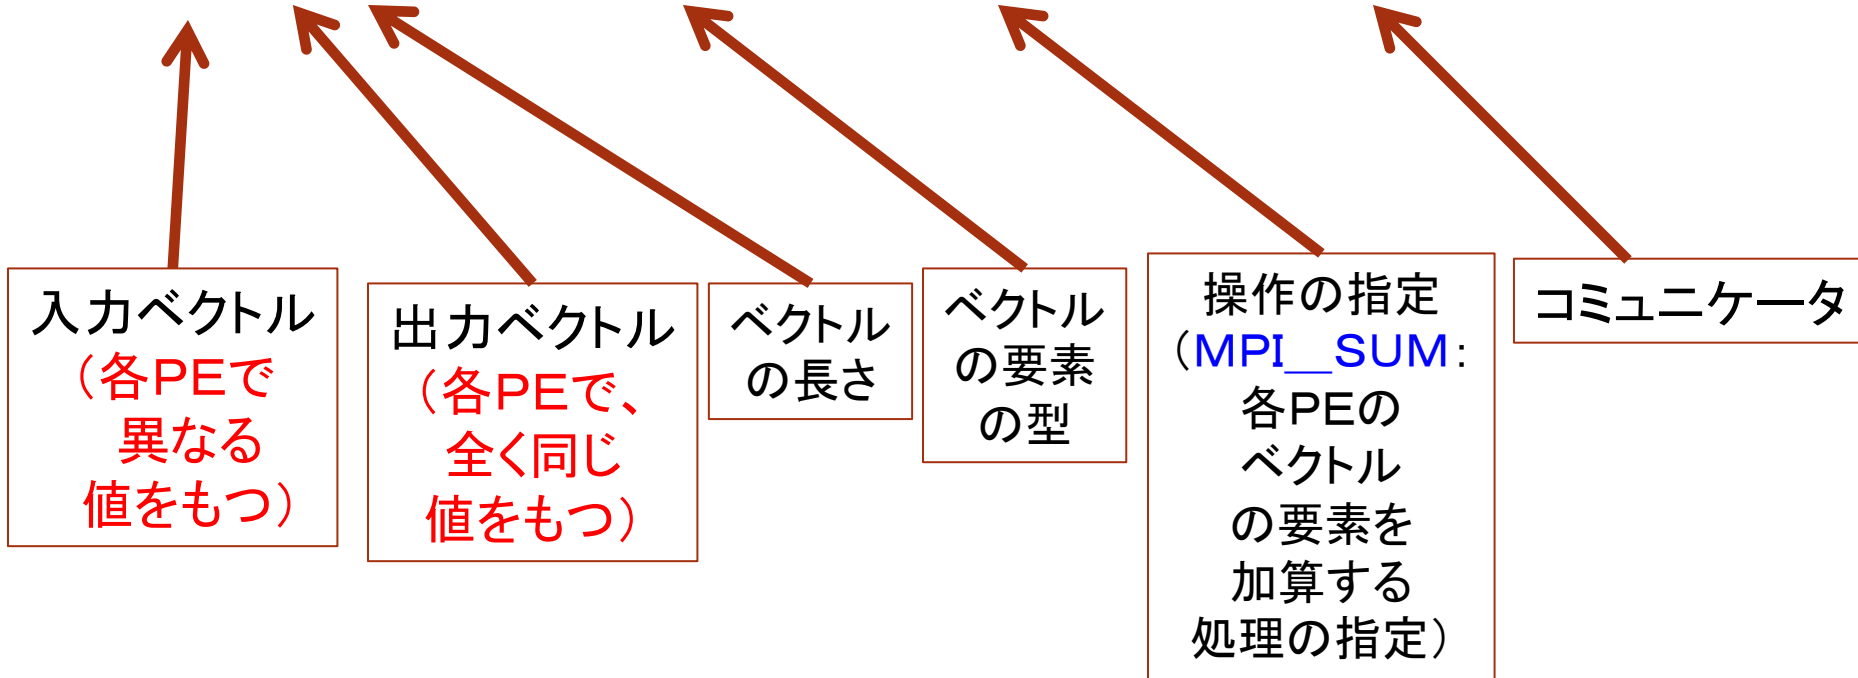 入力ベクトル
（各ＰＥで
異なる
値をもつ）
出力ベクトル
（各ＰＥで、
全く同じ
値をもつ）
ベクトル
の長さ
ベクトル
の要素
の型
操作の指定
（ＭＰＩ＿ＳＵＭ：
各ＰＥの
ベクトル
の要素を
加算する
処理の指定）
コミュニケータ